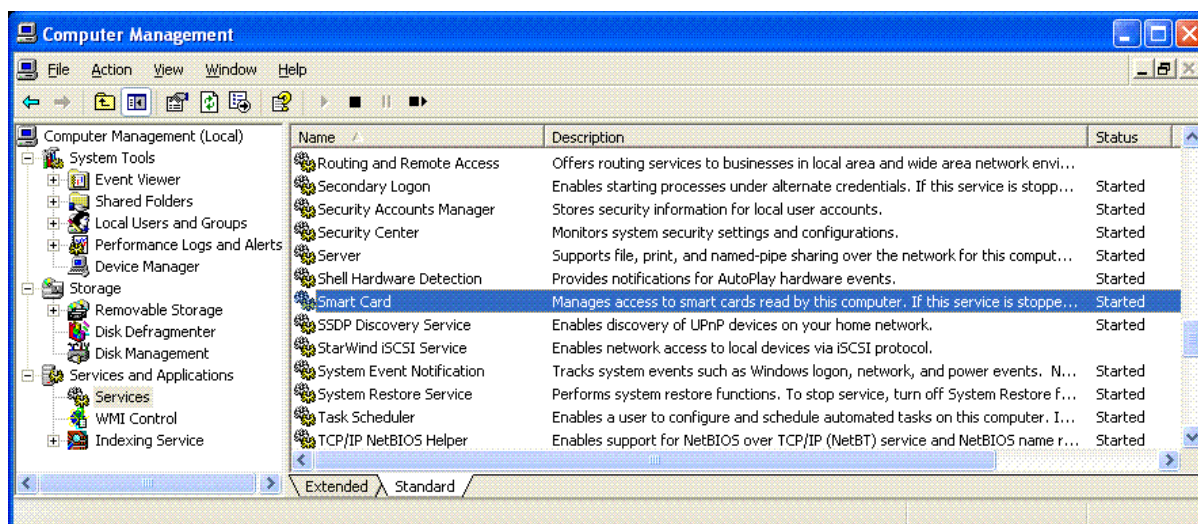 Computer Management
File Action View Window Help
Computer Management (Local)
System Tools
Event Viewer
Shared Folders
Local Users and Groups
Performance Logs and Alerts
Device Manager
Storage
Removable Storage
Disk Defragmenter
Disk Management
Services and Applications
Services
WMI Control
Indexing Service
Name Description Status
Routing and Remote Access Offers routing services to businesses in local area and wide area network envi...
Secondary Logon Enables starting processes under alternate credentials. If this service is stopp... Started
Security Accounts Manager Stores security information for local user accounts. Started
Security Center Monitors system security settings and configurations. Started
Server Supports file, print, and named-pipe sharing over the network for this comput... Started
Shell Hardware Detection Provides notifications for AutoPlay hardware events. Started
Smart Card Manages access to smart cards read by this computer. If this service is stoppe... Started
SSDP Discovery Service Enables discovery of UPnP devices on your home network. Started
StarWind iSCSI Service Enables network access to local devices via iSCSI protocol.
System Event Notification Tracks system events such as Windows logon, network, and power events. N... Started
System Restore Service Performs system restore functions. To stop service, turn off System Restore f... Started
Task Scheduler Enables a user to configure and schedule automated tasks on this computer. I... Started
TCP/IP NetBIOS Helper Enables support for NetBIOS over TCP/IP (NetBT) service and NetBIOS name r... Started
Extended Standard